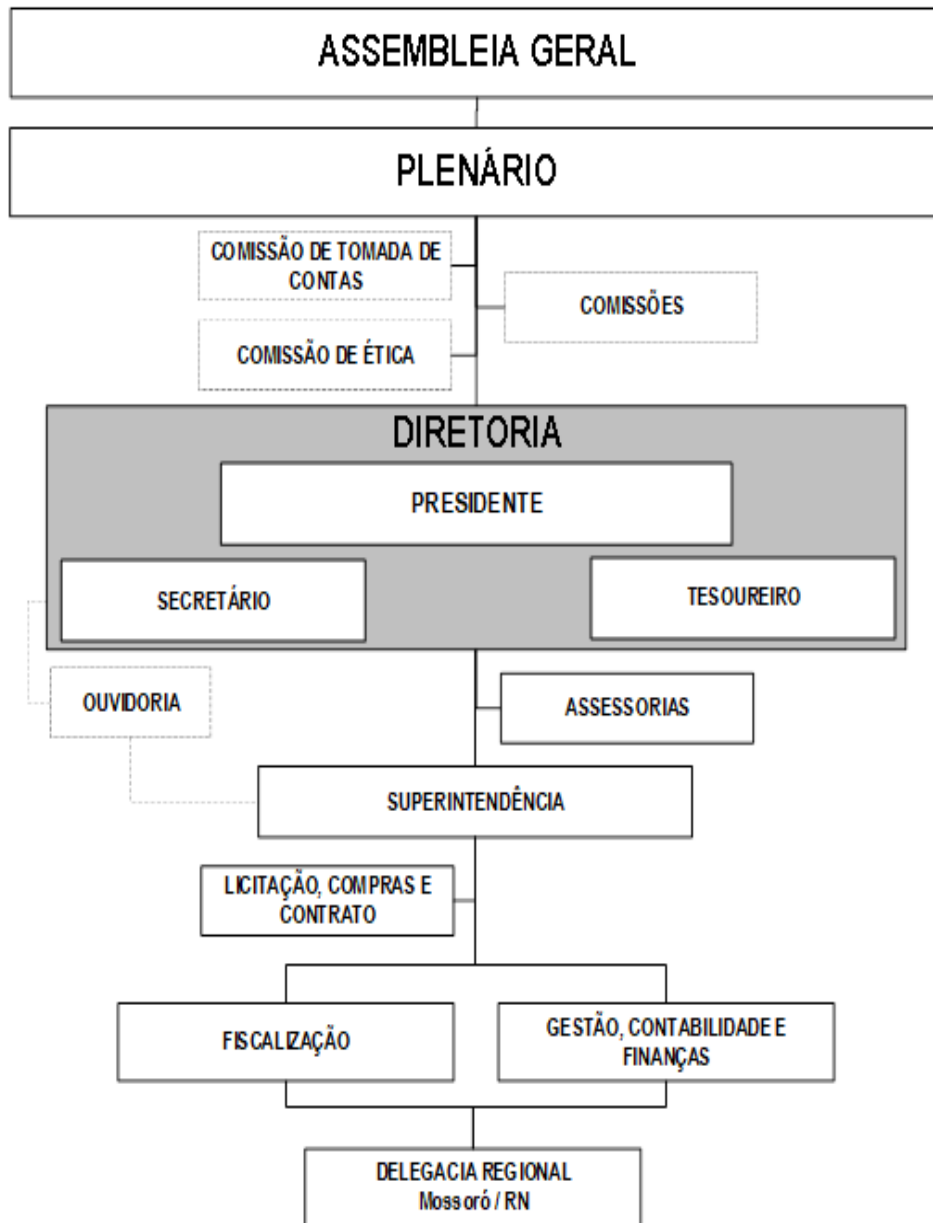 ASSEMBLEIA GERAL
PLENÁRIO
COMISSÃO DE TOMADA DE
CONTAS
COMISSÕES
COMISSÃO DE ÉTICA
DIRETORIA
PRESIDENTE
SECRETÁRIO
TESOUREIRO
OUVIDORIA
ASSESSORIAS
SUPERINTENDÊNCIA
LICITAÇÃO, COMPRAS E
CONTRATO
FISCALIZAÇÃO
GESTÃO, CONTABILIDADE E
FINANÇAS
DELEGACIA REGIONAL
Mossoró / RN